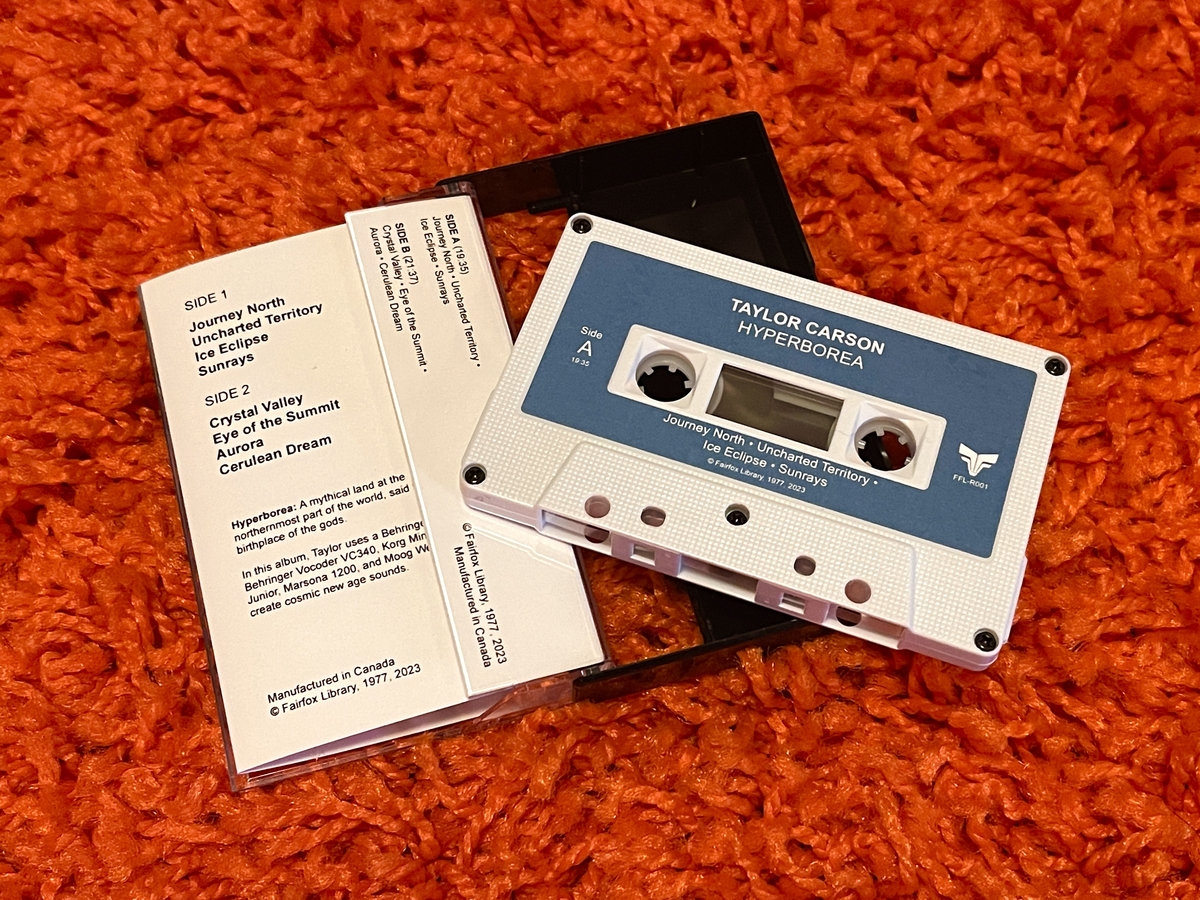 SIDE 1
Journey North
Uncharted Territory
Ice Eclipse
Sunrays
SIDE 2
Crystal Valley
Eye of the Summit
Aurora
Cerulean Dream
Hyperborea: A mythical land at the
northernmost part of the world, said
birthplace of the gods.
In this album, Taylor uses a Behringe
Behringer Vocoder VC340, Korg Min
Junior, Marsona 1200, and Moog We
create cosmic new age sounds.
Manufactured in Canada
© Fairfox Library, 1977, 2023
SIDE A (19:35)
Journey North • Uncharted Territory •
Ice Eclipse • Sunrays
SIDE B (21:37)
Crystal Valley • Eye of the Summit •
Aurora • Cerulean Dream
© Fairfox Library, 1977, 2023
Manufactured in Canada
TAYLOR CARSON
HYPERBOREA
Side
A
19:35
Journey North • Uncharted Territory •
Ice Eclipse • Sunrays
© Fairfox Library, 1977, 2023
FFL-R001